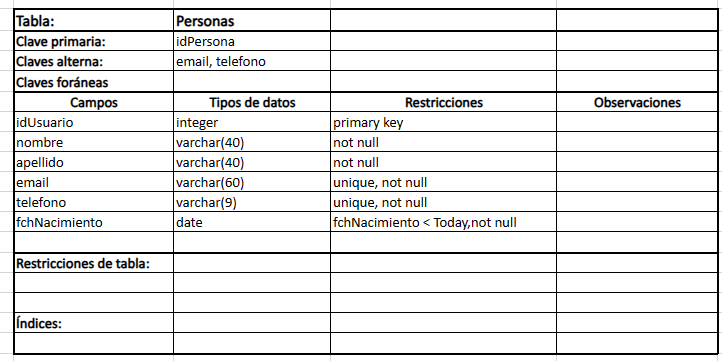 Tabla: Personas
Clave primaria: idPersona
Claves alterna: email, telefono
Claves foráneas
Campos Tipos de datos Restricciones Observaciones
idUsuario integer primary key
nombre varchar(40) not null
apellido varchar(40) not null
email varchar(60) unique, not null
telefono varchar(9) unique, not null
fchNacimiento date fchNacimiento < Today,not null
Restricciones de tabla:
Índices: